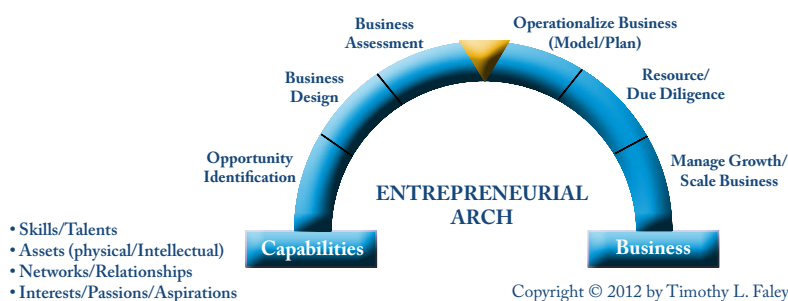 Business
Assessment
Operationalize Business
(Model/Plan)
Business
Design
Resource/
Due Diligence
Opportunity
Identification
Manage Growth/
Scale Business
ENTREPRENEURIAL
ARCH
Capabilities
Business
• Skills/Talents
• Assets (physical/Intellectual)
• Networks/Relationships
• Interests/Passions/Aspirations
Copyright © 2012 by Timothy L. Faley